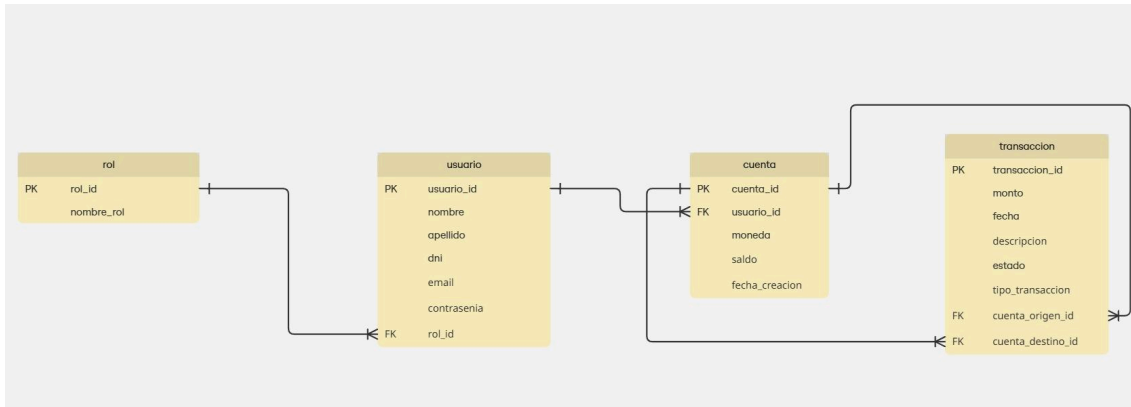 rol
PK rol_id
nombre_rol
usuario
PK usuario_id
nombre
apellido
dni
email
contrasenia
FK rol_id
cuenta
PK cuenta_id
FK usuario_id
moneda
saldo
fecha_creacion
transaccion
PK transaccion_id
monto
fecha
descripcion
estado
tipo_transaccion
FK cuenta_origen_id
FK cuenta_destino_id